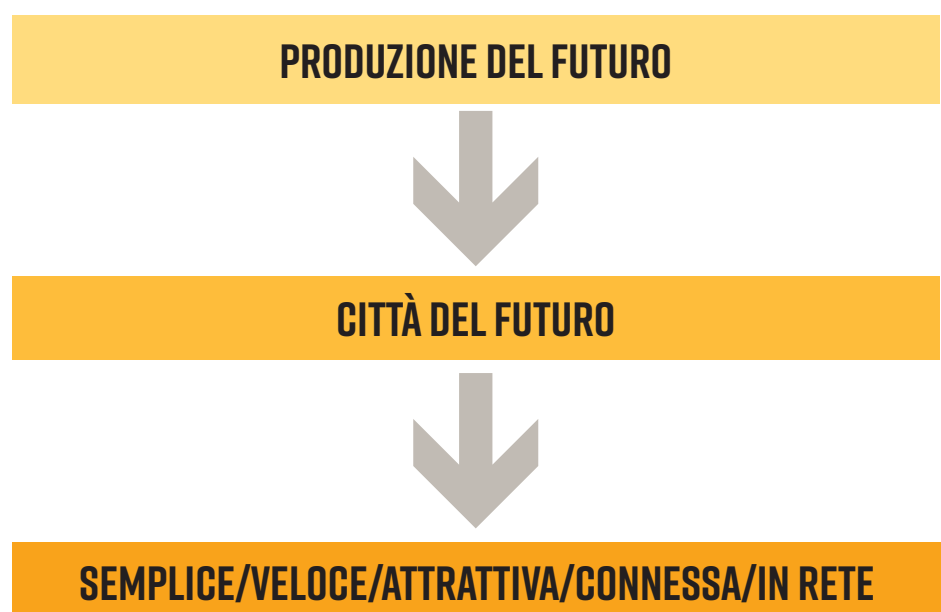 PRODUZIONE DEL FUTURO
CITTÀ DEL FUTURO
SEMPLICE/VELOCE/ATTRATTIVA/CONNESSA/IN RETE